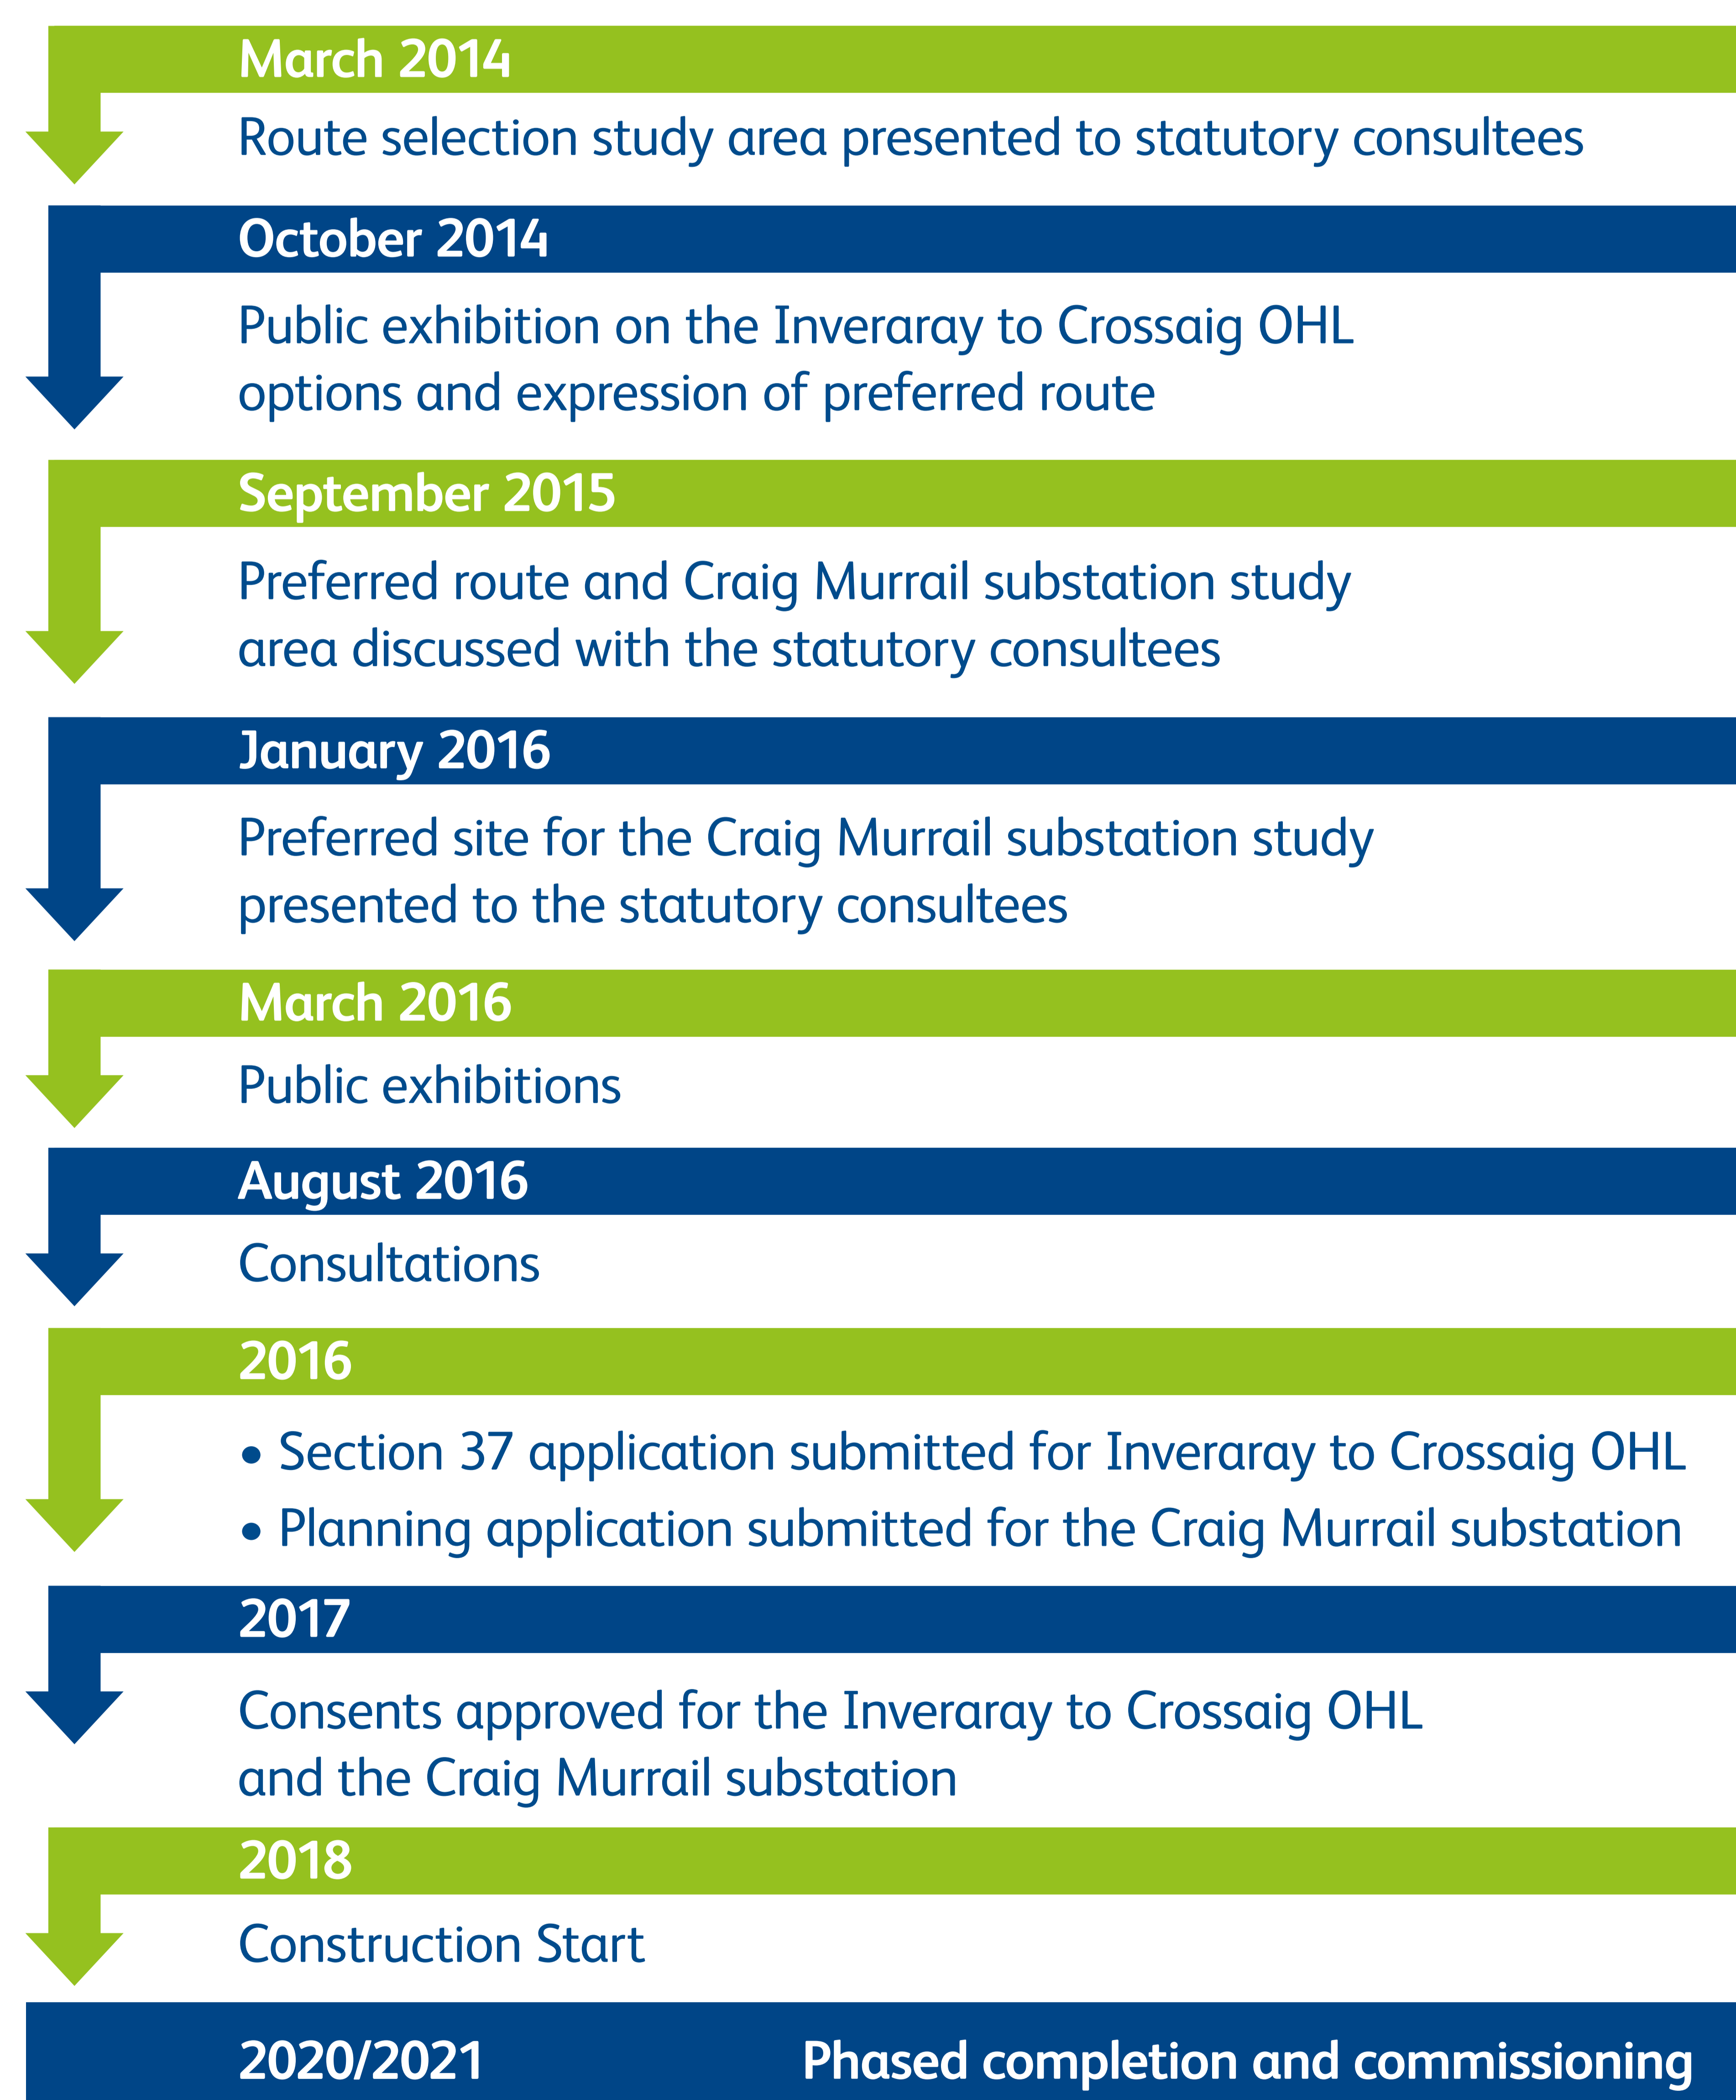 March 2014
Route selection study area presented to statutory consultees
October 2014
Public exhibition on the Inveraray to Crossaig OHL
options and expression of preferred route
September 2015
Preferred route and Craig Murrail substation study
area discussed with the statutory consultees
January 2016
Preferred site for the Craig Murrail substation study
presented to the statutory consultees
March 2016
Public exhibitions
August 2016
Consultations
2016
• Section 37 application submitted for Inveraray to Crossaig OHL
• Planning application submitted for the Craig Murrail substation
2017
Consents approved for the Inveraray to Crossaig OHL
and the Craig Murrail substation
2018
Construction Start
2020/2021 Phased completion and commissioning